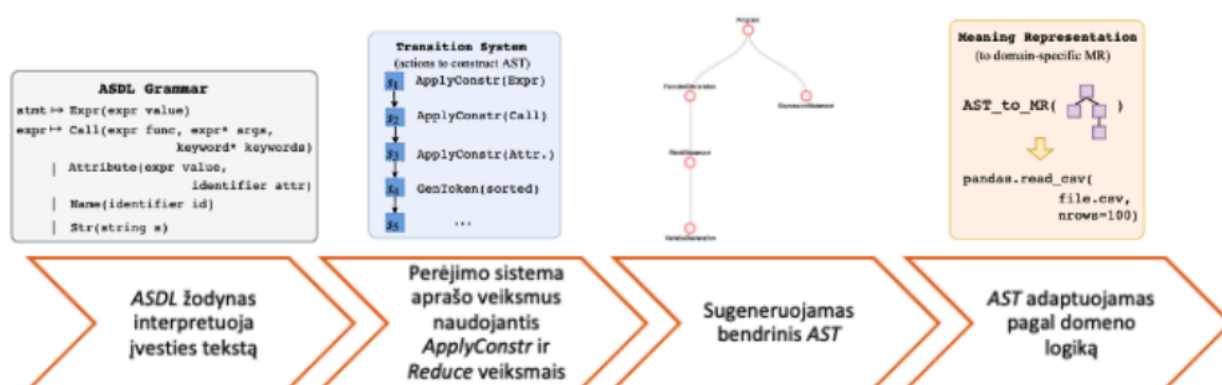 ASDL Grammar
stmt ↦ Expr(expr value)
expr ↦ Call(expr func, expr* args,
keyword* keywords)
| Attribute(expr value,
identifier attr)
| Name(identifier id)
| Str(string s)
Transition System
(actions to construct AST)
s1 ApplyConstr(Expr)
s2 ApplyConstr(Call)
s3 ApplyConstr(Attr.)
s4 GenToken(sorted)
s5 ...
Program
Meaning Representation
(to domain-specific MR)
AST_to_MR( )
pandas.read_csv(
file.csv,
nrows=100)
ASDL žodynas
interpretuoja
įvesties tekstą
Perėjimo sistema
aprašo veiksmus
naudojantis
ApplyConstr ir
Reduce veiksmais
Sugeneruojamas
bendrinis AST
AST adaptuojamas
pagal domeno
logiką